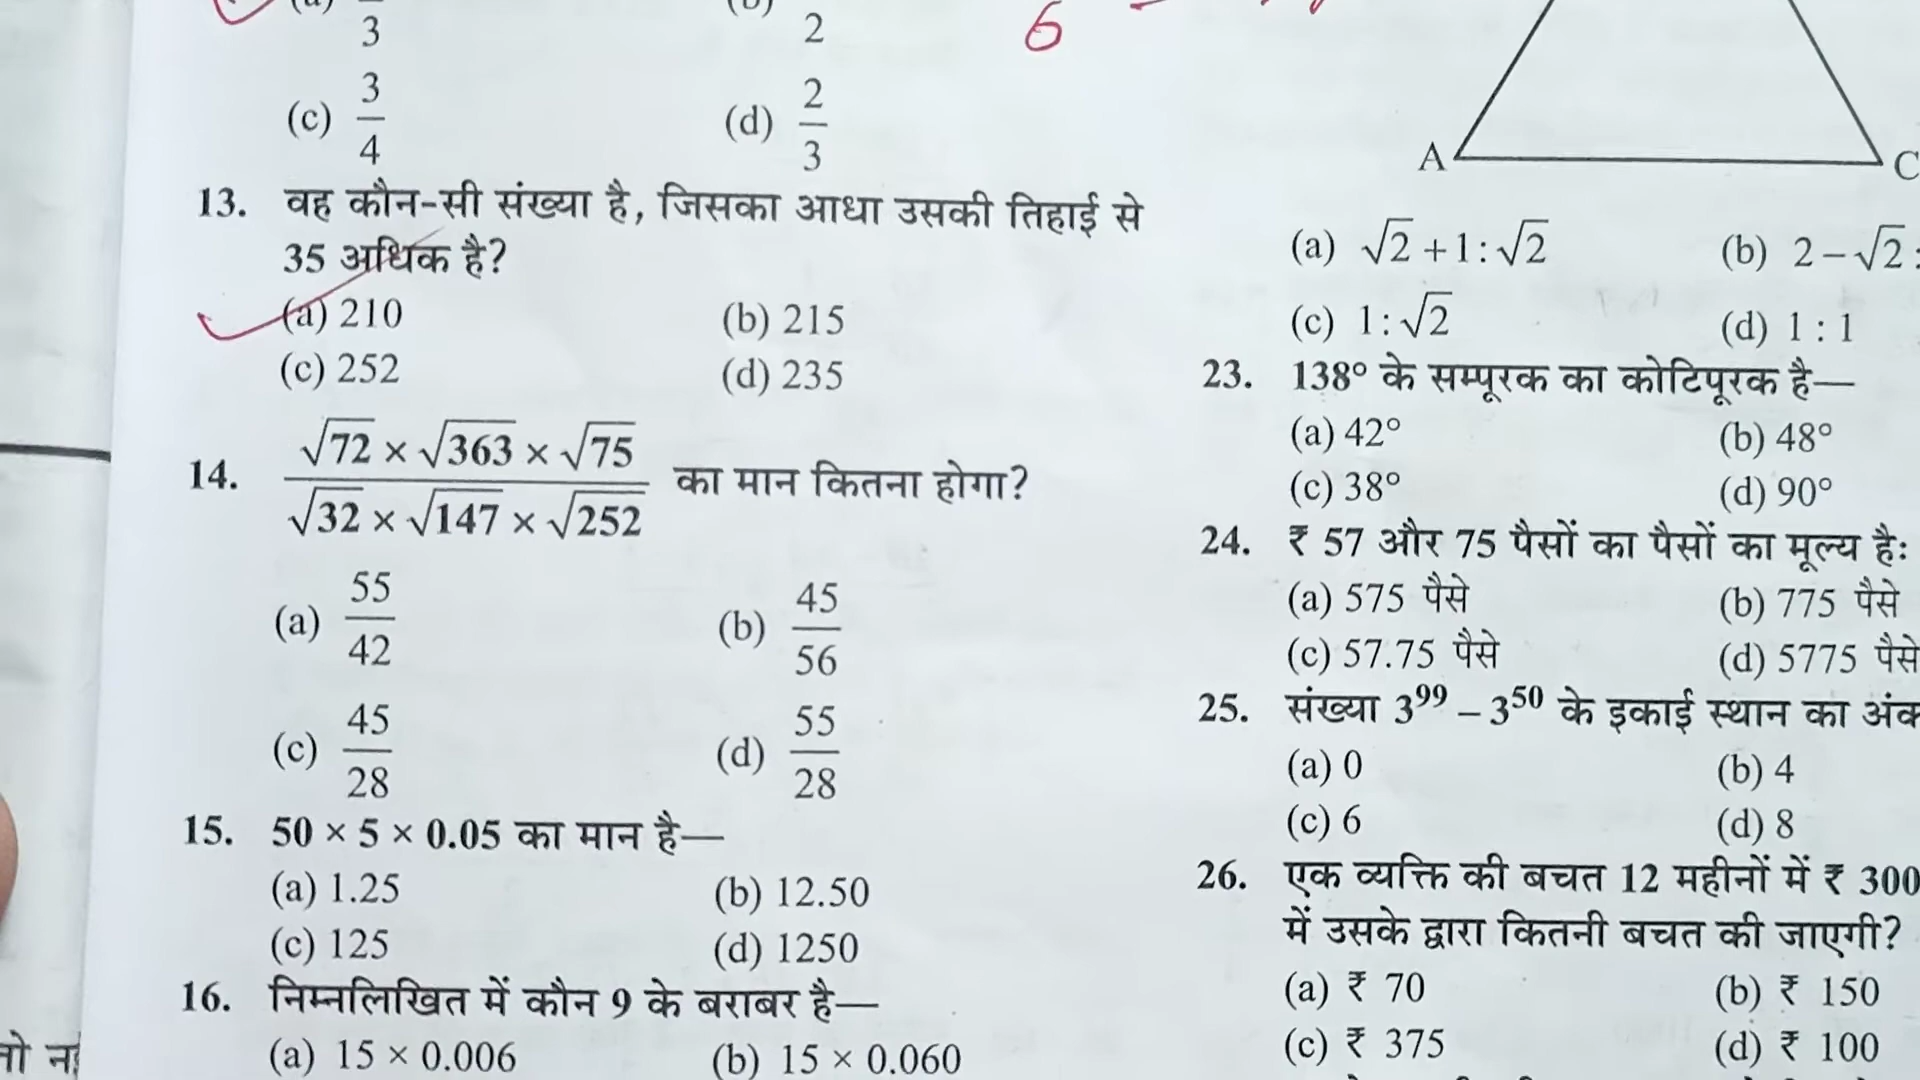 3
2
6
(c) 3/4
(d) 2/3
13. वह कौन-सी संख्या है, जिसका आधा उसकी तिहाई से
35 अधिक है?
(a) 210 (b) 215
(c) 252 (d) 235
14. √72 × √363 × √75 / √32 × √147 × √252 का मान कितना होगा?
(a) 55/42 (b) 45/56
(c) 45/28 (d) 55/28
15. 50 × 5 × 0.05 का मान है—
(a) 1.25 (b) 12.50
(c) 125 (d) 1250
16. निम्नलिखित में कौन 9 के बराबर है—
(a) 15 × 0.006 (b) 15 × 0.060
A C
(a) √2 + 1 : √2 (b) 2 – √2 :
(c) 1 : √2 (d) 1 : 1
23. 138° के सम्पूरक का कोटिपूरक है—
(a) 42° (b) 48°
(c) 38° (d) 90°
24. ₹ 57 और 75 पैसों का पैसों का मूल्य है:
(a) 575 पैसे (b) 775 पैसे
(c) 57.75 पैसे (d) 5775 पैसे
25. संख्या 3⁹⁹ – 3⁵⁰ के इकाई स्थान का अंक
(a) 0 (b) 4
(c) 6 (d) 8
26. एक व्यक्ति की बचत 12 महीनों में ₹ 300
में उसके द्वारा कितनी बचत की जाएगी?
(a) ₹ 70 (b) ₹ 150
(c) ₹ 375 (d) ₹ 100